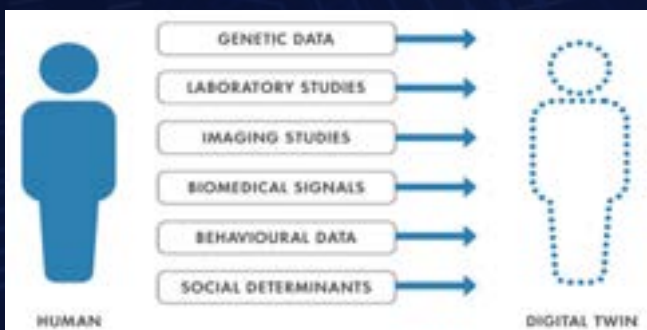 GENETIC DATA
LABORATORY STUDIES
IMAGING STUDIES
BIOMEDICAL SIGNALS
BEHAVIOURAL DATA
SOCIAL DETERMINANTS
HUMAN
DIGITAL TWIN